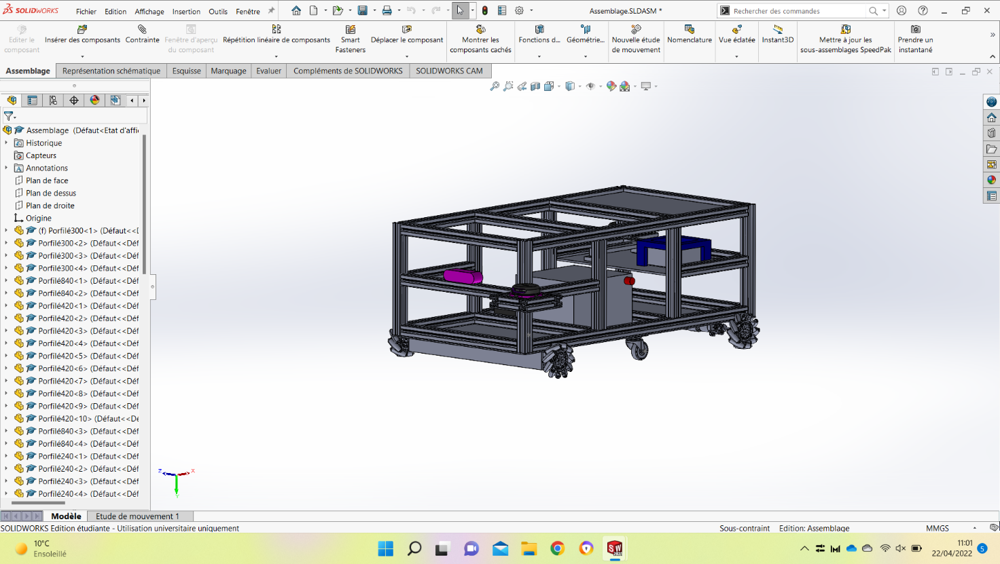 SOLIDWORKS
Fichier Edition Affichage Insertion Outils Fenêtre
Assemblage.SLDASM *
Rechercher des commandes
Editer le composant
Insérer des composants
Contrainte
Fenêtre d'aperçu du composant
Répétition linéaire de composants
Smart Fasteners
Déplacer le composant
Montrer les composants cachés
Fonctions d...
Géométrie...
Nouvelle étude de mouvement
Nomenclature
Vue éclatée
Instant3D
Mettre à jour les sous-assemblages SpeedPak
Prendre un instantané
Assemblage Représentation schématique Esquisse Marquage Evaluer Compléments de SOLIDWORKS SOLIDWORKS CAM
Assemblage (Défaut<Etat d'affi
Historique
Capteurs
Annotations
Plan de face
Plan de dessus
Plan de droite
Origine
(f) Porfilé300<1> (Défaut<<D
Porfilé300<2> (Défaut<<Déf
Porfilé300<3> (Défaut<<Déf
Porfilé300<4> (Défaut<<Déf
Porfilé840<1> (Défaut<<Déf
Porfilé840<2> (Défaut<<Déf
Porfilé420<1> (Défaut<<Déf
Porfilé420<2> (Défaut<<Déf
Porfilé420<3> (Défaut<<Déf
Porfilé420<4> (Défaut<<Déf
Porfilé420<5> (Défaut<<Déf
Porfilé420<6> (Défaut<<Déf
Porfilé420<7> (Défaut<<Déf
Porfilé420<8> (Défaut<<Déf
Porfilé420<9> (Défaut<<Déf
Porfilé420<10> (Défaut<<Dé
Porfilé840<3> (Défaut<<Déf
Porfilé840<4> (Défaut<<Déf
Porfilé240<1> (Défaut<<Déf
Porfilé240<2> (Défaut<<Déf
Porfilé240<3> (Défaut<<Déf
Porfilé240<4> (Défaut<<Déf
Z X
Y
Modèle Etude de mouvement 1
SOLIDWORKS Edition étudiante - Utilisation universitaire uniquement
Sous-contraint Edition: Assemblage MMGS
10°C
Ensoleillé
11:01
22/04/2022
5